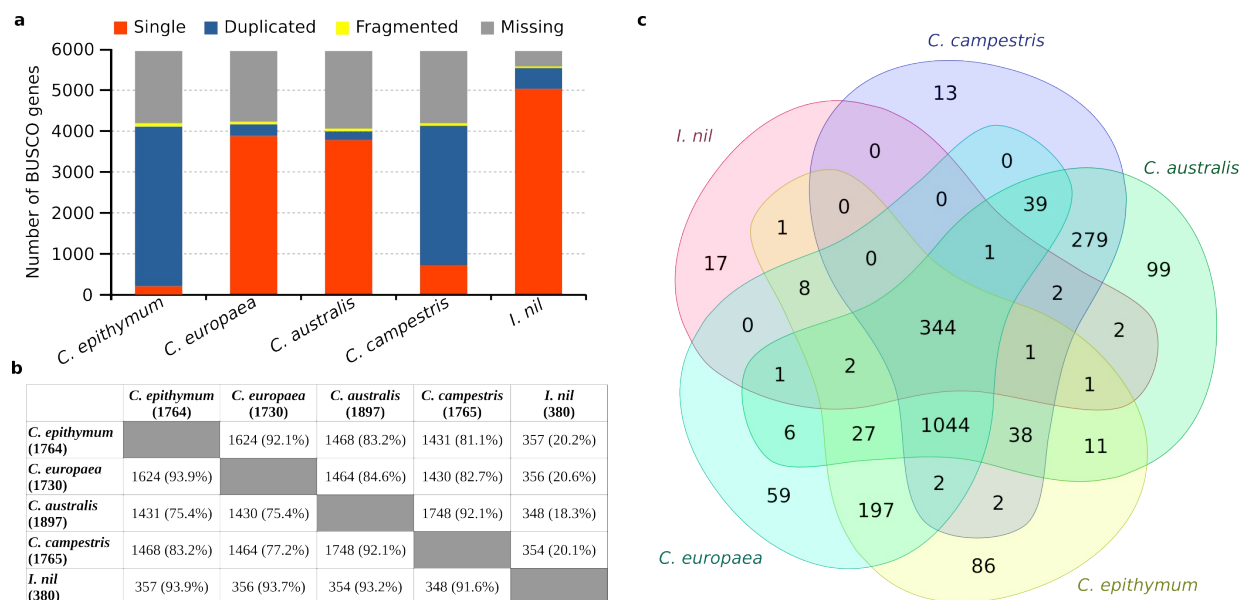 a
Single Duplicated Fragmented Missing
Number of BUSCO genes
6000
5000
4000
3000
2000
1000
0
C. epithymum
C. europaea
C. australis
C. campestris
I. nil
b
C. epithymum (1764) C. europaea (1730) C. australis (1897) C. campestris (1765) I. nil (380)
C. epithymum (1764) 1624 (92.1%) 1468 (83.2%) 1431 (81.1%) 357 (20.2%)
C. europaea (1730) 1624 (93.9%) 1464 (84.6%) 1430 (82.7%) 356 (20.6%)
C. australis (1897) 1431 (75.4%) 1430 (75.4%) 1748 (92.1%) 348 (18.3%)
C. campestris (1765) 1468 (83.2%) 1464 (77.2%) 1748 (92.1%) 354 (20.1%)
I. nil (380) 357 (93.9%) 356 (93.7%) 354 (93.2%) 348 (91.6%)
c
C. campestris
13
I. nil
C. australis
0
0
0
39
0
1
279
17
1
99
0
8
2
0
344
2
1
2
1
1
6
27
1044
38
11
59
197
2
2
86
C. europaea
C. epithymum